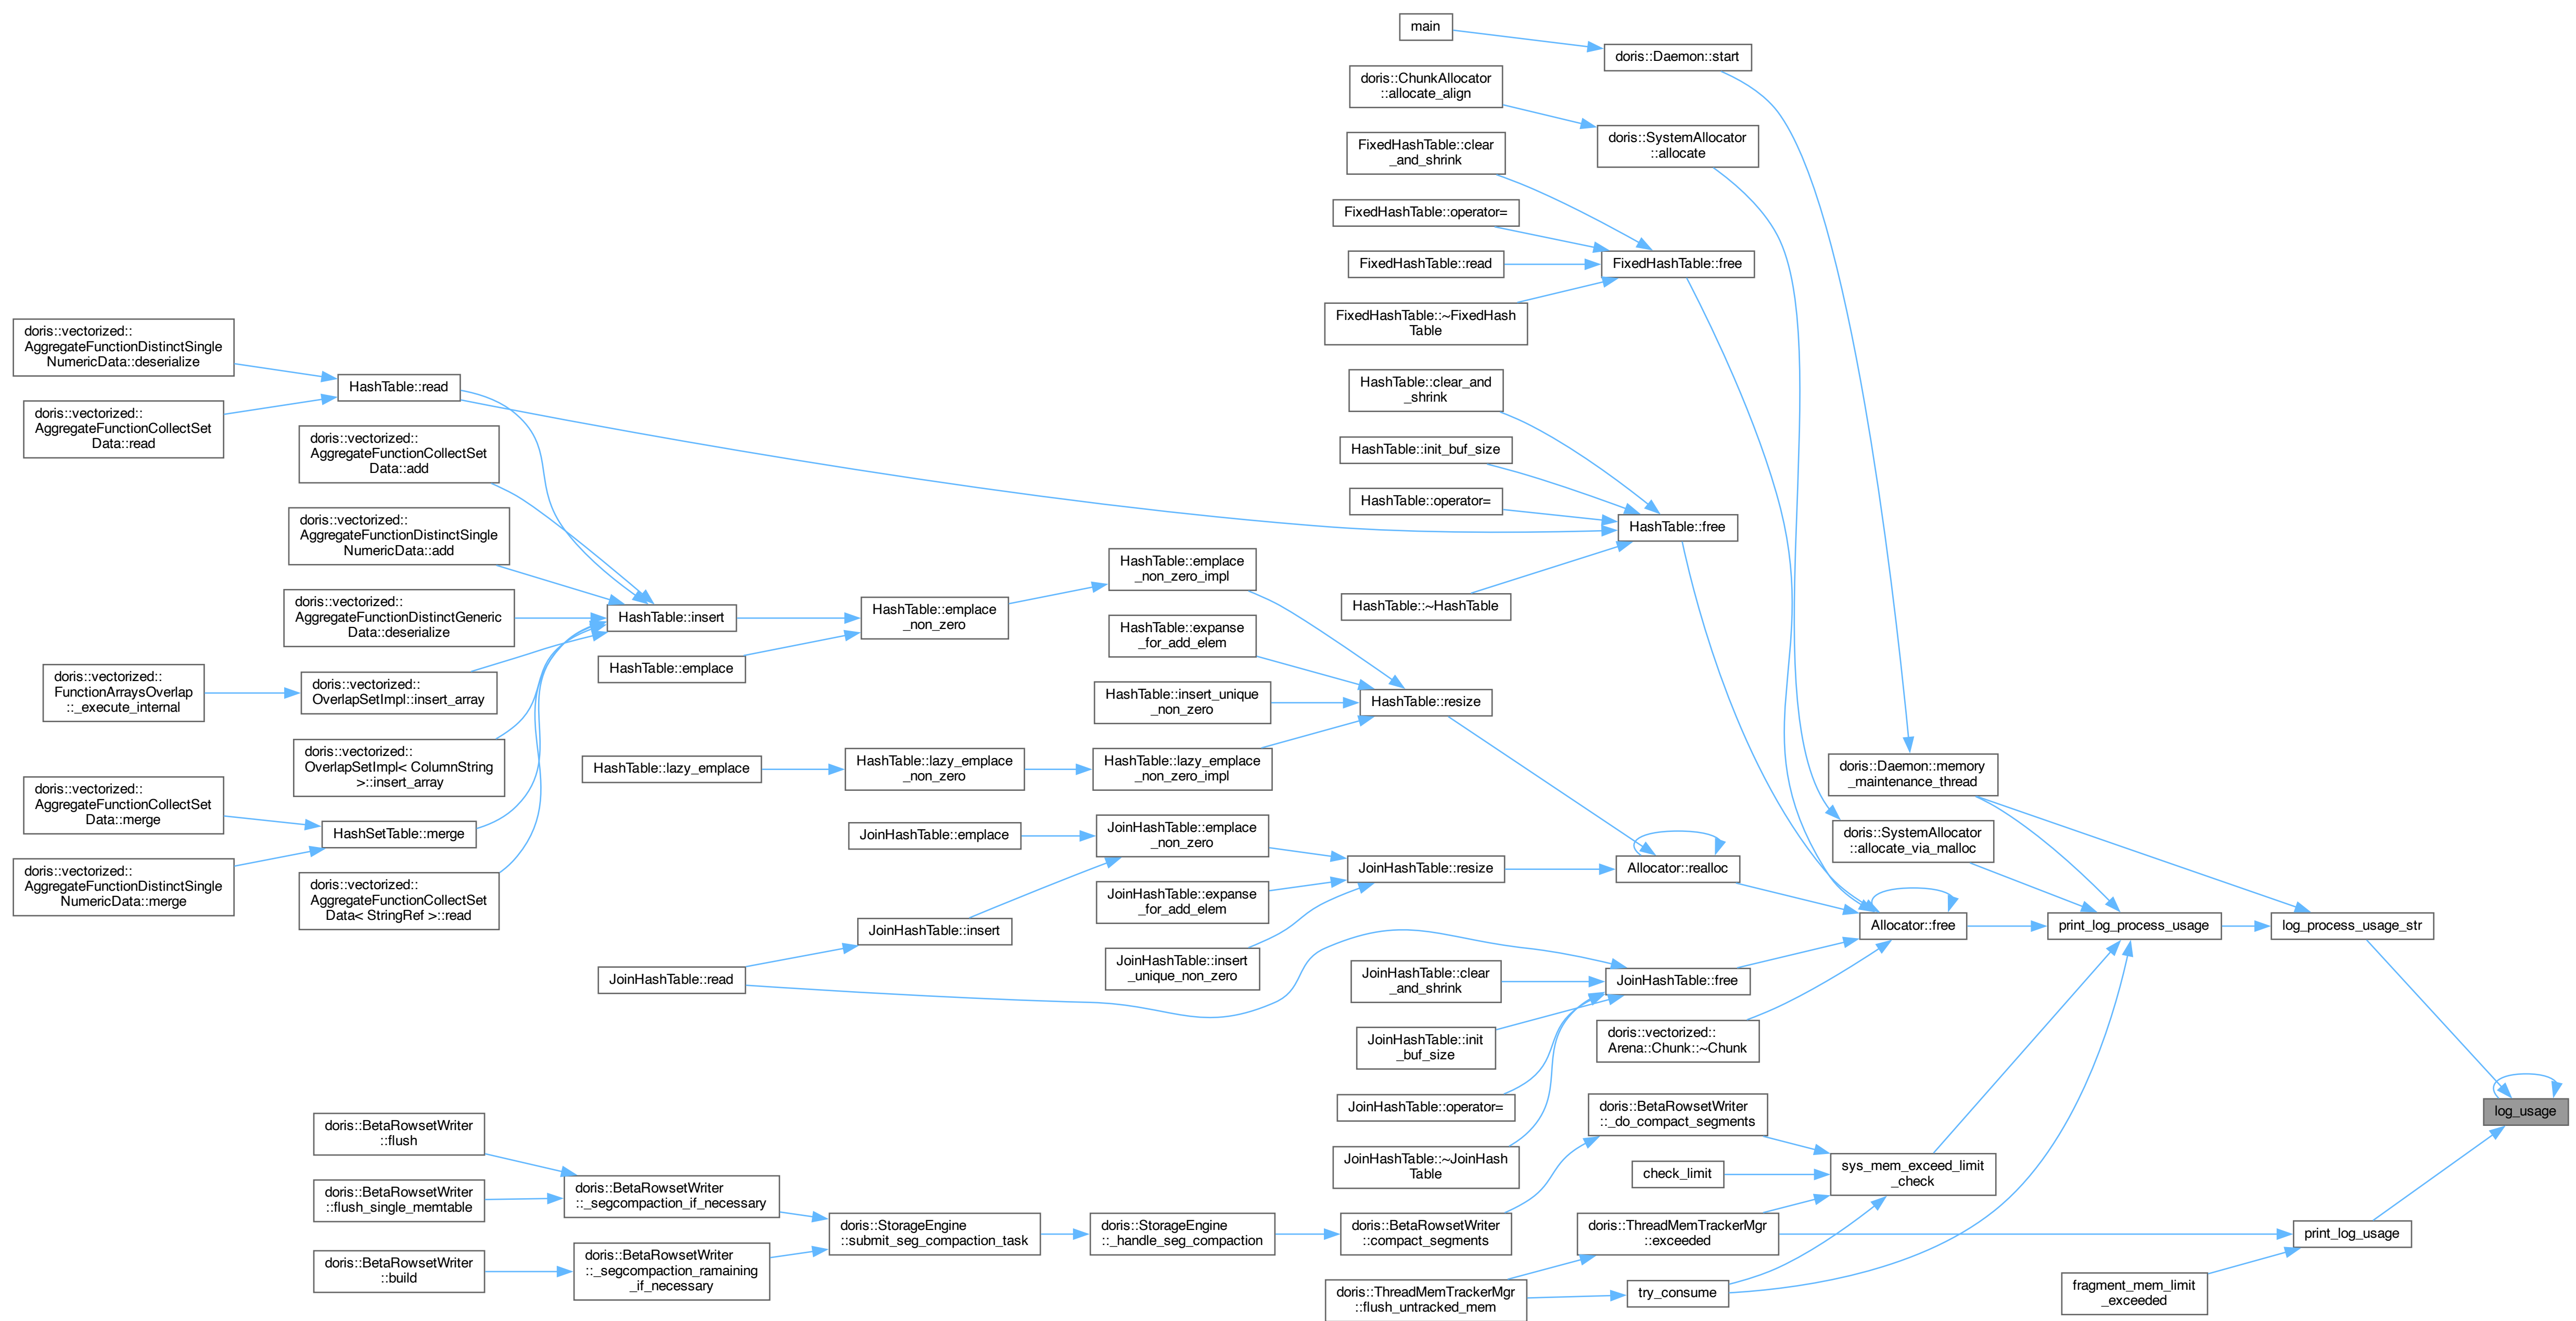 main
doris::Daemon::start
doris::ChunkAllocator
::allocate_align
doris::SystemAllocator
::allocate
FixedHashTable::clear
_and_shrink
FixedHashTable::operator=
FixedHashTable::read
FixedHashTable::free
FixedHashTable::~FixedHash
Table
doris::vectorized::
AggregateFunctionDistinctSingle
NumericData::deserialize
HashTable::read
doris::vectorized::
AggregateFunctionCollectSet
Data::read
doris::vectorized::
AggregateFunctionCollectSet
Data::add
doris::vectorized::
AggregateFunctionDistinctSingle
NumericData::add
doris::vectorized::
AggregateFunctionDistinctGeneric
Data::deserialize
HashTable::insert
doris::vectorized::
FunctionArraysOverlap
::_execute_internal
doris::vectorized::
OverlapSetImpl::insert_array
doris::vectorized::
OverlapSetImpl< ColumnString
>::insert_array
doris::vectorized::
AggregateFunctionCollectSet
Data::merge
HashSetTable::merge
doris::vectorized::
AggregateFunctionDistinctSingle
NumericData::merge
doris::vectorized::
AggregateFunctionCollectSet
Data< StringRef >::read
HashTable::emplace
HashTable::emplace
_non_zero
HashTable::emplace
_non_zero_impl
HashTable::expanse
_for_add_elem
HashTable::insert_unique
_non_zero
HashTable::lazy_emplace
HashTable::lazy_emplace
_non_zero
HashTable::lazy_emplace
_non_zero_impl
HashTable::resize
HashTable::clear_and
_shrink
HashTable::init_buf_size
HashTable::operator=
HashTable::free
HashTable::~HashTable
JoinHashTable::emplace
JoinHashTable::emplace
_non_zero
JoinHashTable::expanse
_for_add_elem
JoinHashTable::insert
JoinHashTable::insert
_unique_non_zero
JoinHashTable::read
JoinHashTable::resize
Allocator::realloc
JoinHashTable::clear
_and_shrink
JoinHashTable::init
_buf_size
JoinHashTable::operator=
JoinHashTable::~JoinHash
Table
JoinHashTable::free
doris::vectorized::
Arena::Chunk::~Chunk
doris::Daemon::memory
_maintenance_thread
doris::SystemAllocator
::allocate_via_malloc
Allocator::free
print_log_process_usage
log_process_usage_str
log_usage
doris::BetaRowsetWriter
::flush
doris::BetaRowsetWriter
::flush_single_memtable
doris::BetaRowsetWriter
::build
doris::BetaRowsetWriter
::_segcompaction_if_necessary
doris::BetaRowsetWriter
::_segcompaction_ramaining
_if_necessary
doris::StorageEngine
::submit_seg_compaction_task
doris::StorageEngine
::_handle_seg_compaction
doris::BetaRowsetWriter
::compact_segments
doris::BetaRowsetWriter
::_do_compact_segments
check_limit
sys_mem_exceed_limit
_check
doris::ThreadMemTrackerMgr
::exceeded
doris::ThreadMemTrackerMgr
::flush_untracked_mem
try_consume
print_log_usage
fragment_mem_limit
_exceeded